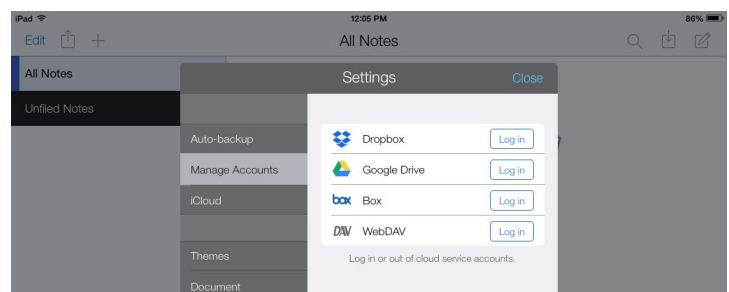 iPad 12:05 PM 86%
Edit All Notes
All Notes
Unfiled Notes
Settings Close
Auto-backup
Manage Accounts
iCloud
Themes
Document
Dropbox Log in
Google Drive Log in
box Box Log in
DAV WebDAV Log in
Log in or out of cloud service accounts.